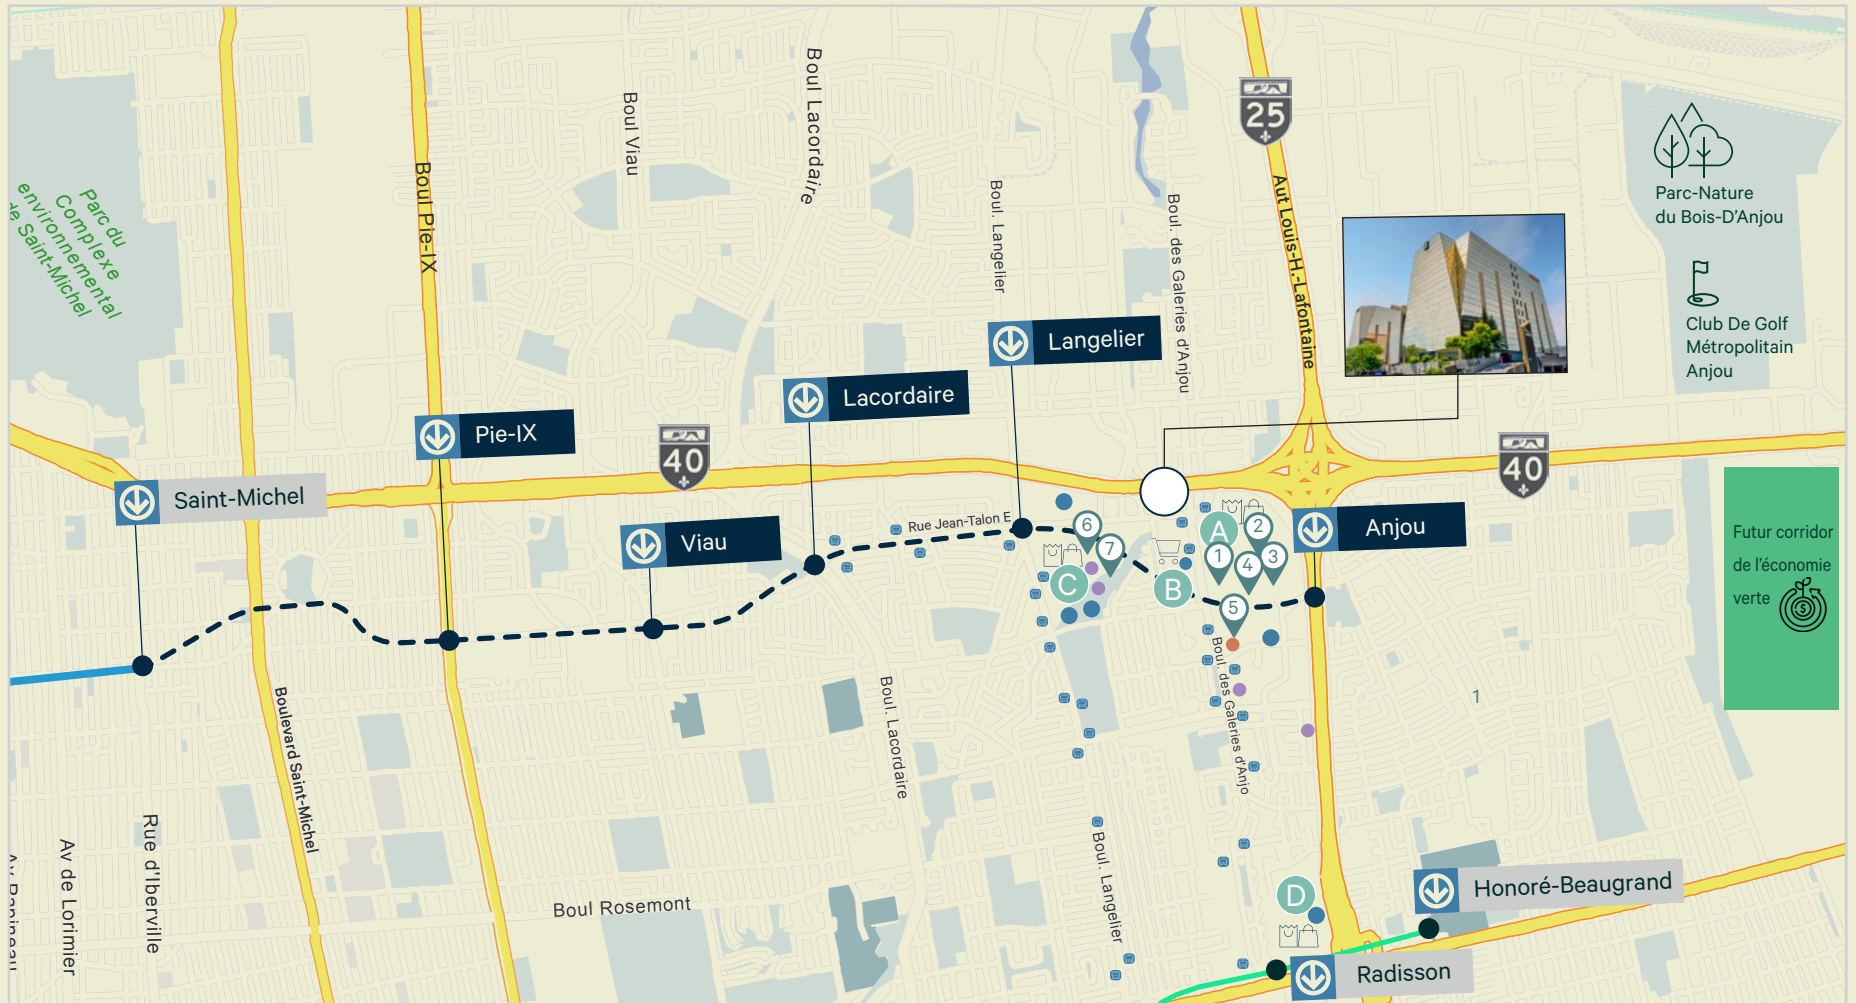 Boul Lacordaire
Boul Viau
25
Boul Pie-IX
Boul. Langelier
Boul. des Galeries d'Anjou
Aut Louis-H.-Lafontaine
Parc-Nature
du Bois-D'Anjou
Parc du
Complexe
environnemental
de Saint-Michel
Club De Golf
Métropolitain
Anjou
Langelier
Lacordaire
Pie-IX
40
40
Saint-Michel
Viau
Rue Jean-Talon E
Anjou
6
7
A
2
1
4
3
C
B
5
Futur corridor
de l'économie
verte
$
1
Boul. des Galeries d'Anjo
Boul. Lacordaire
Boulevard Saint-Michel
Rue d'Iberville
Av de Lorimier
Av Papineau
Boul Rosemont
Boul. Langelier
D
Honoré-Beaugrand
Radisson